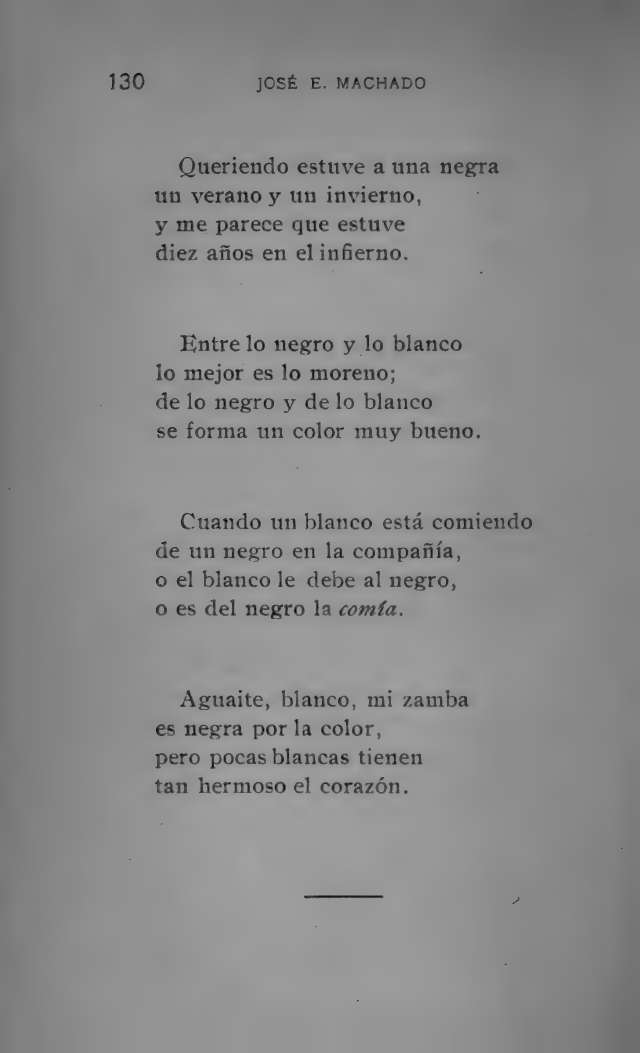 130
JOSÉ E. MACHADO
Queriendo estuve a una negra
un verano y un invierno,
y me parece que estuve
diez años en el infierno.
Entre lo negro y lo blanco
lo mejor es lo moreno;
de lo negro y de lo blanco
se forma un color muy bueno.
Cuando un blanco está comiendo
de un negro en la compañía,
o el blanco le debe al negro,
o es del negro la comía.
Aguaite, blanco, mi zamba
es negra por la color,
pero pocas blancas tienen
tan hermoso el corazón.